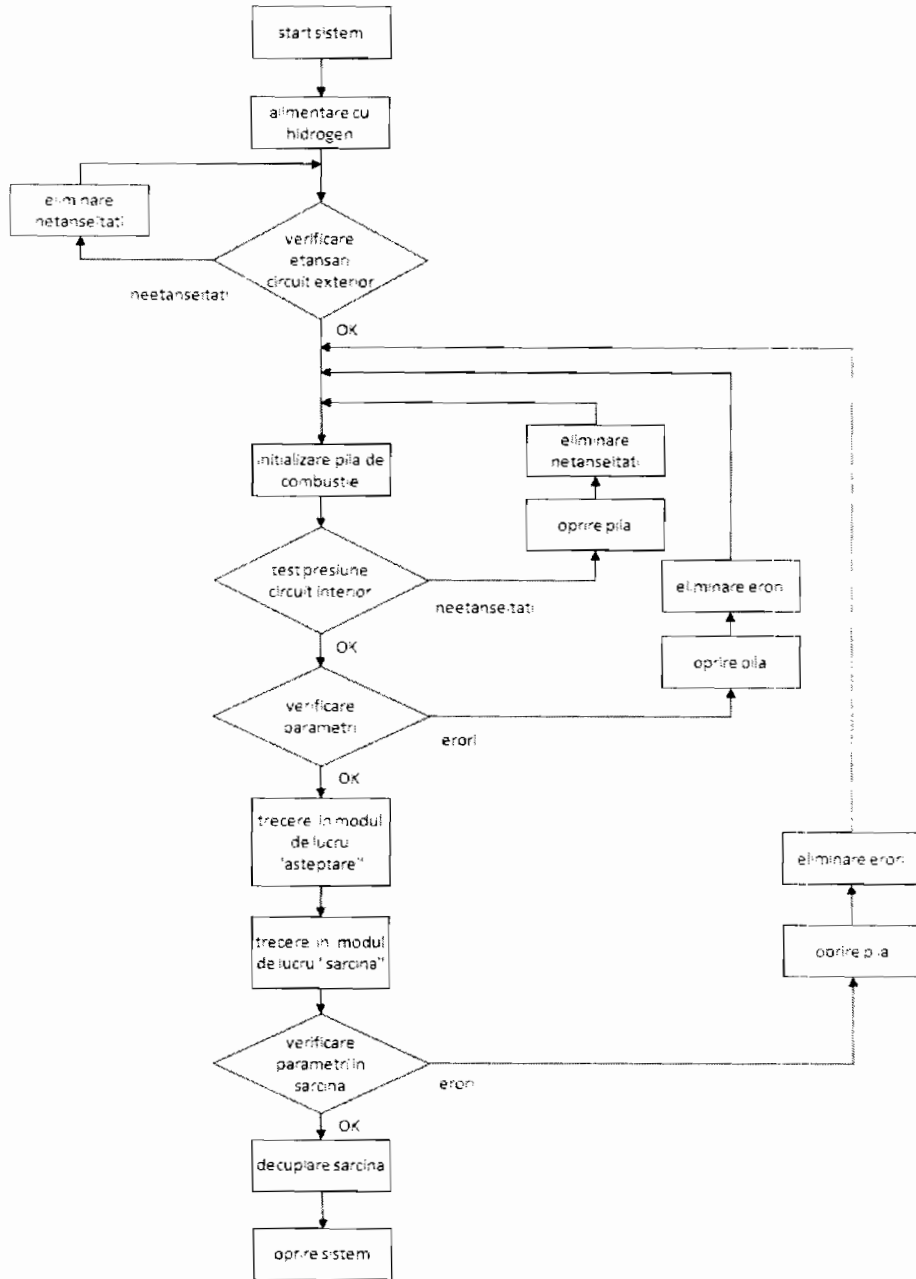 start sistem
alimentare cu
hidrogen
eliminare
netanseitati
verificare
etansari
circuit exterior
neetanseitati
OK
initializare pila de
combustie
eliminare
netanseitati
oprire pila
test presiune
circuit interior
neetanseitati
eliminare erori
oprire pila
OK
verificare
parametri
erori
OK
trecere in modul
de lucru
"asteptare"
eliminare erori
oprire pila
trecere in modul
de lucru "sarcina"
verificare
parametri in
sarcina
erori
OK
decuplare sarcina
oprire sistem